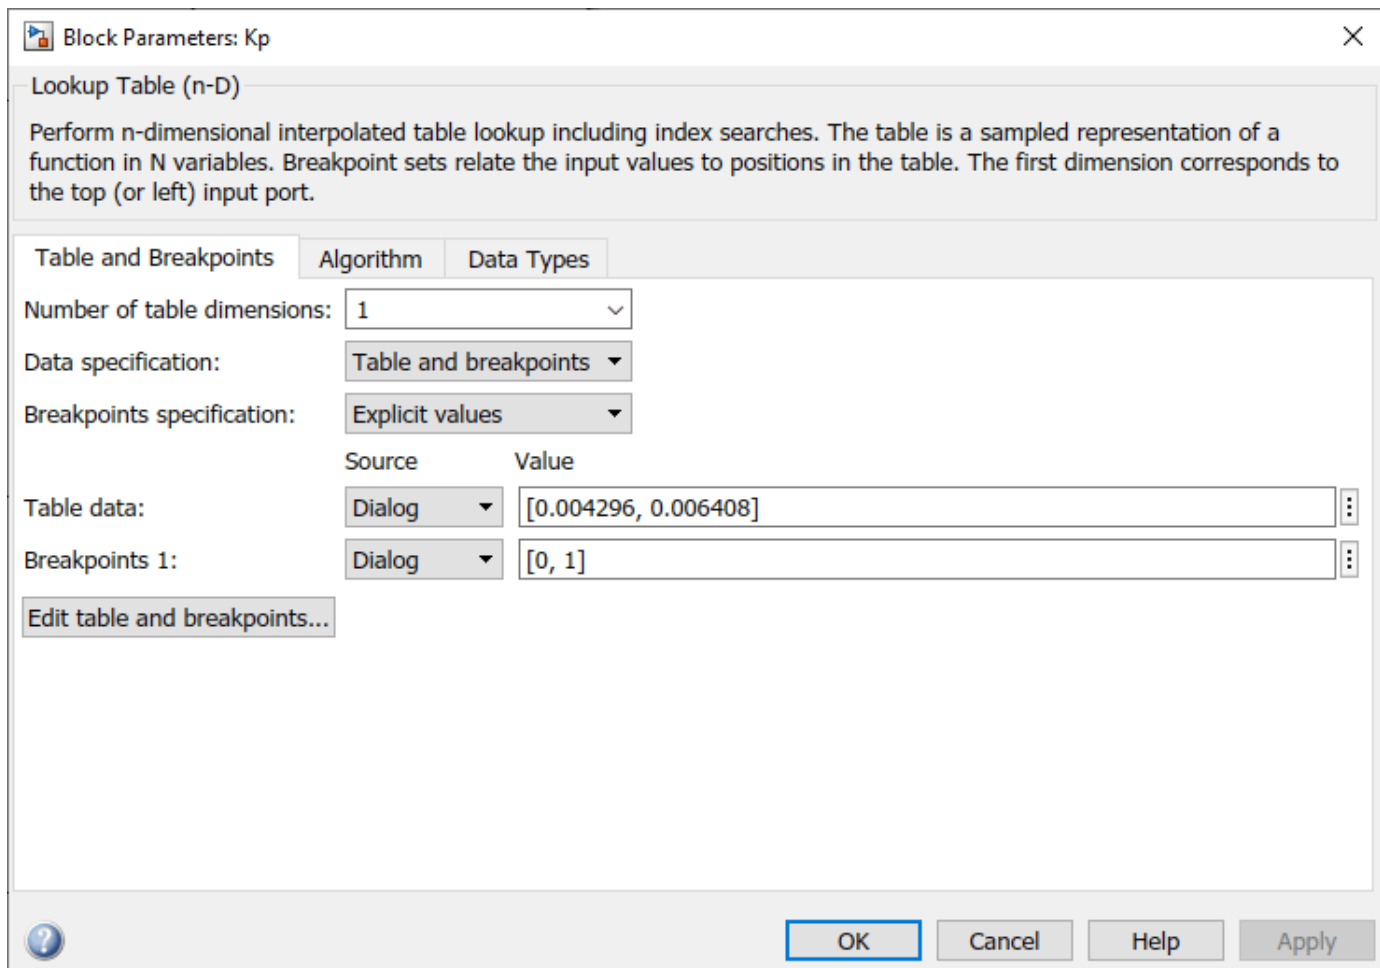 Block Parameters: Kp
Lookup Table (n-D)
Perform n-dimensional interpolated table lookup including index searches. The table is a sampled representation of a
function in N variables. Breakpoint sets relate the input values to positions in the table. The first dimension corresponds to
the top (or left) input port.
Table and Breakpoints Algorithm Data Types
Number of table dimensions: 1
Data specification: Table and breakpoints
Breakpoints specification: Explicit values
Source Value
Table data: Dialog [0.004296, 0.006408]
Breakpoints 1: Dialog [0, 1]
Edit table and breakpoints...
OK Cancel Help Apply